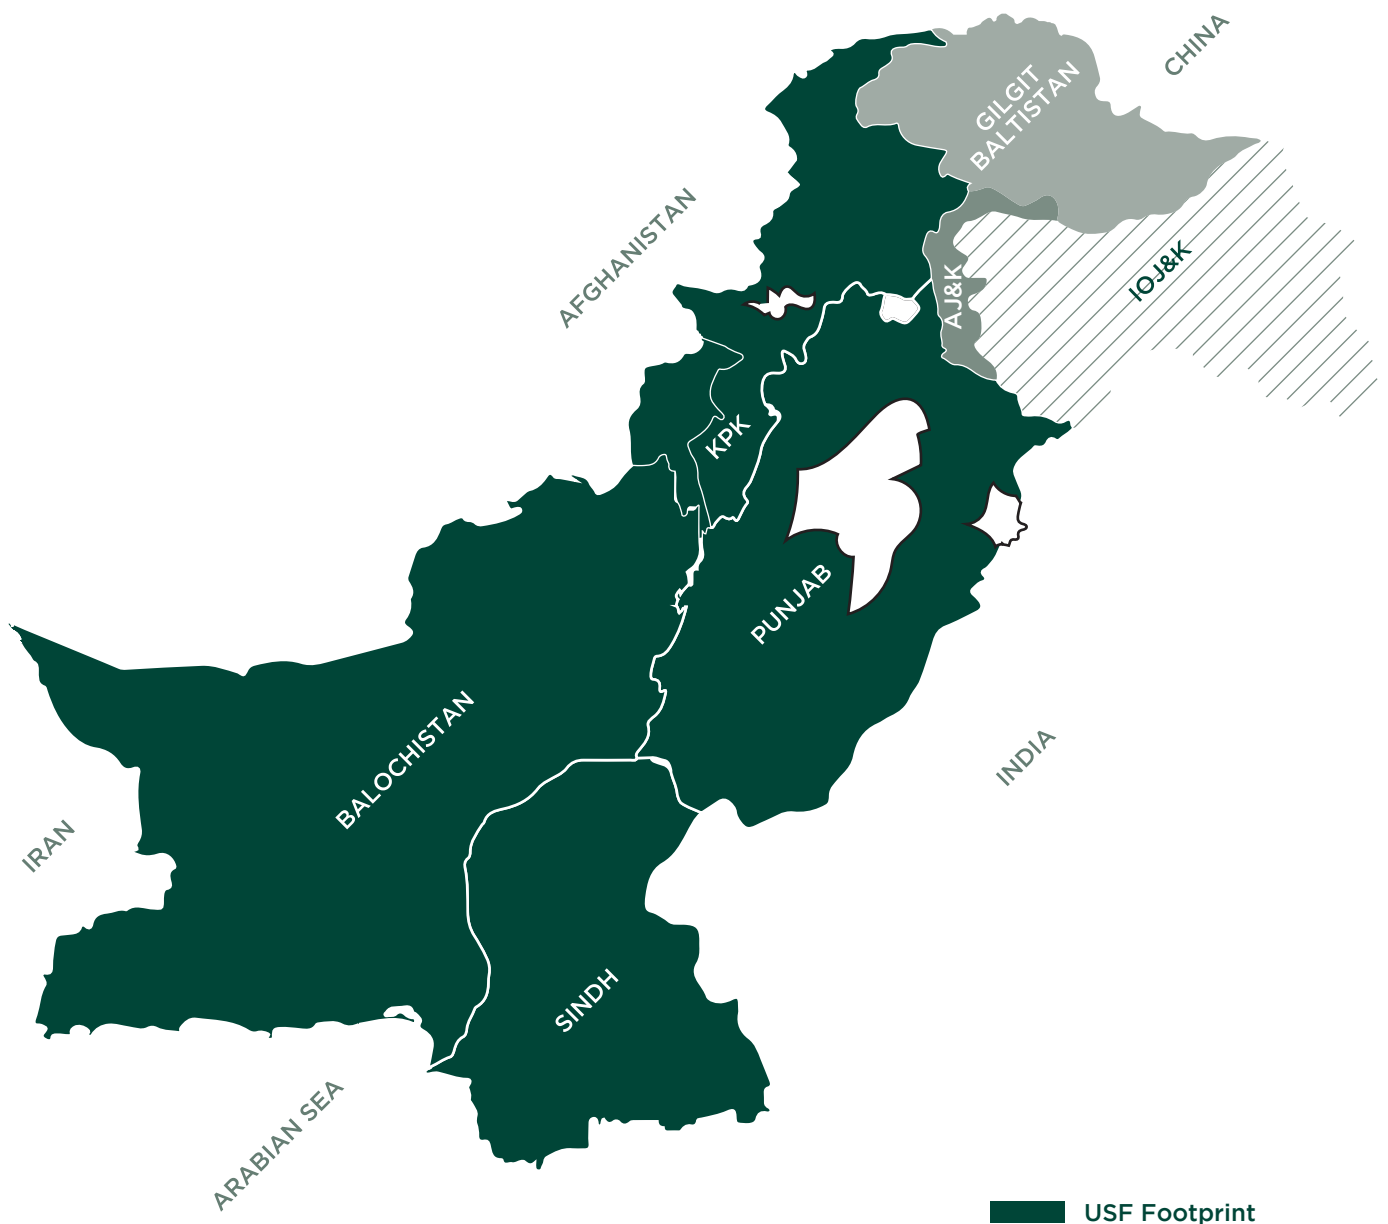 CHINA
GILGIT
BALTISTAN
AFGHANISTAN
IOJ&K
AJ&K
KPK
PUNJAB
BALOCHISTAN
INDIA
IRAN
SINDH
ARABIAN SEA
USF Footprint